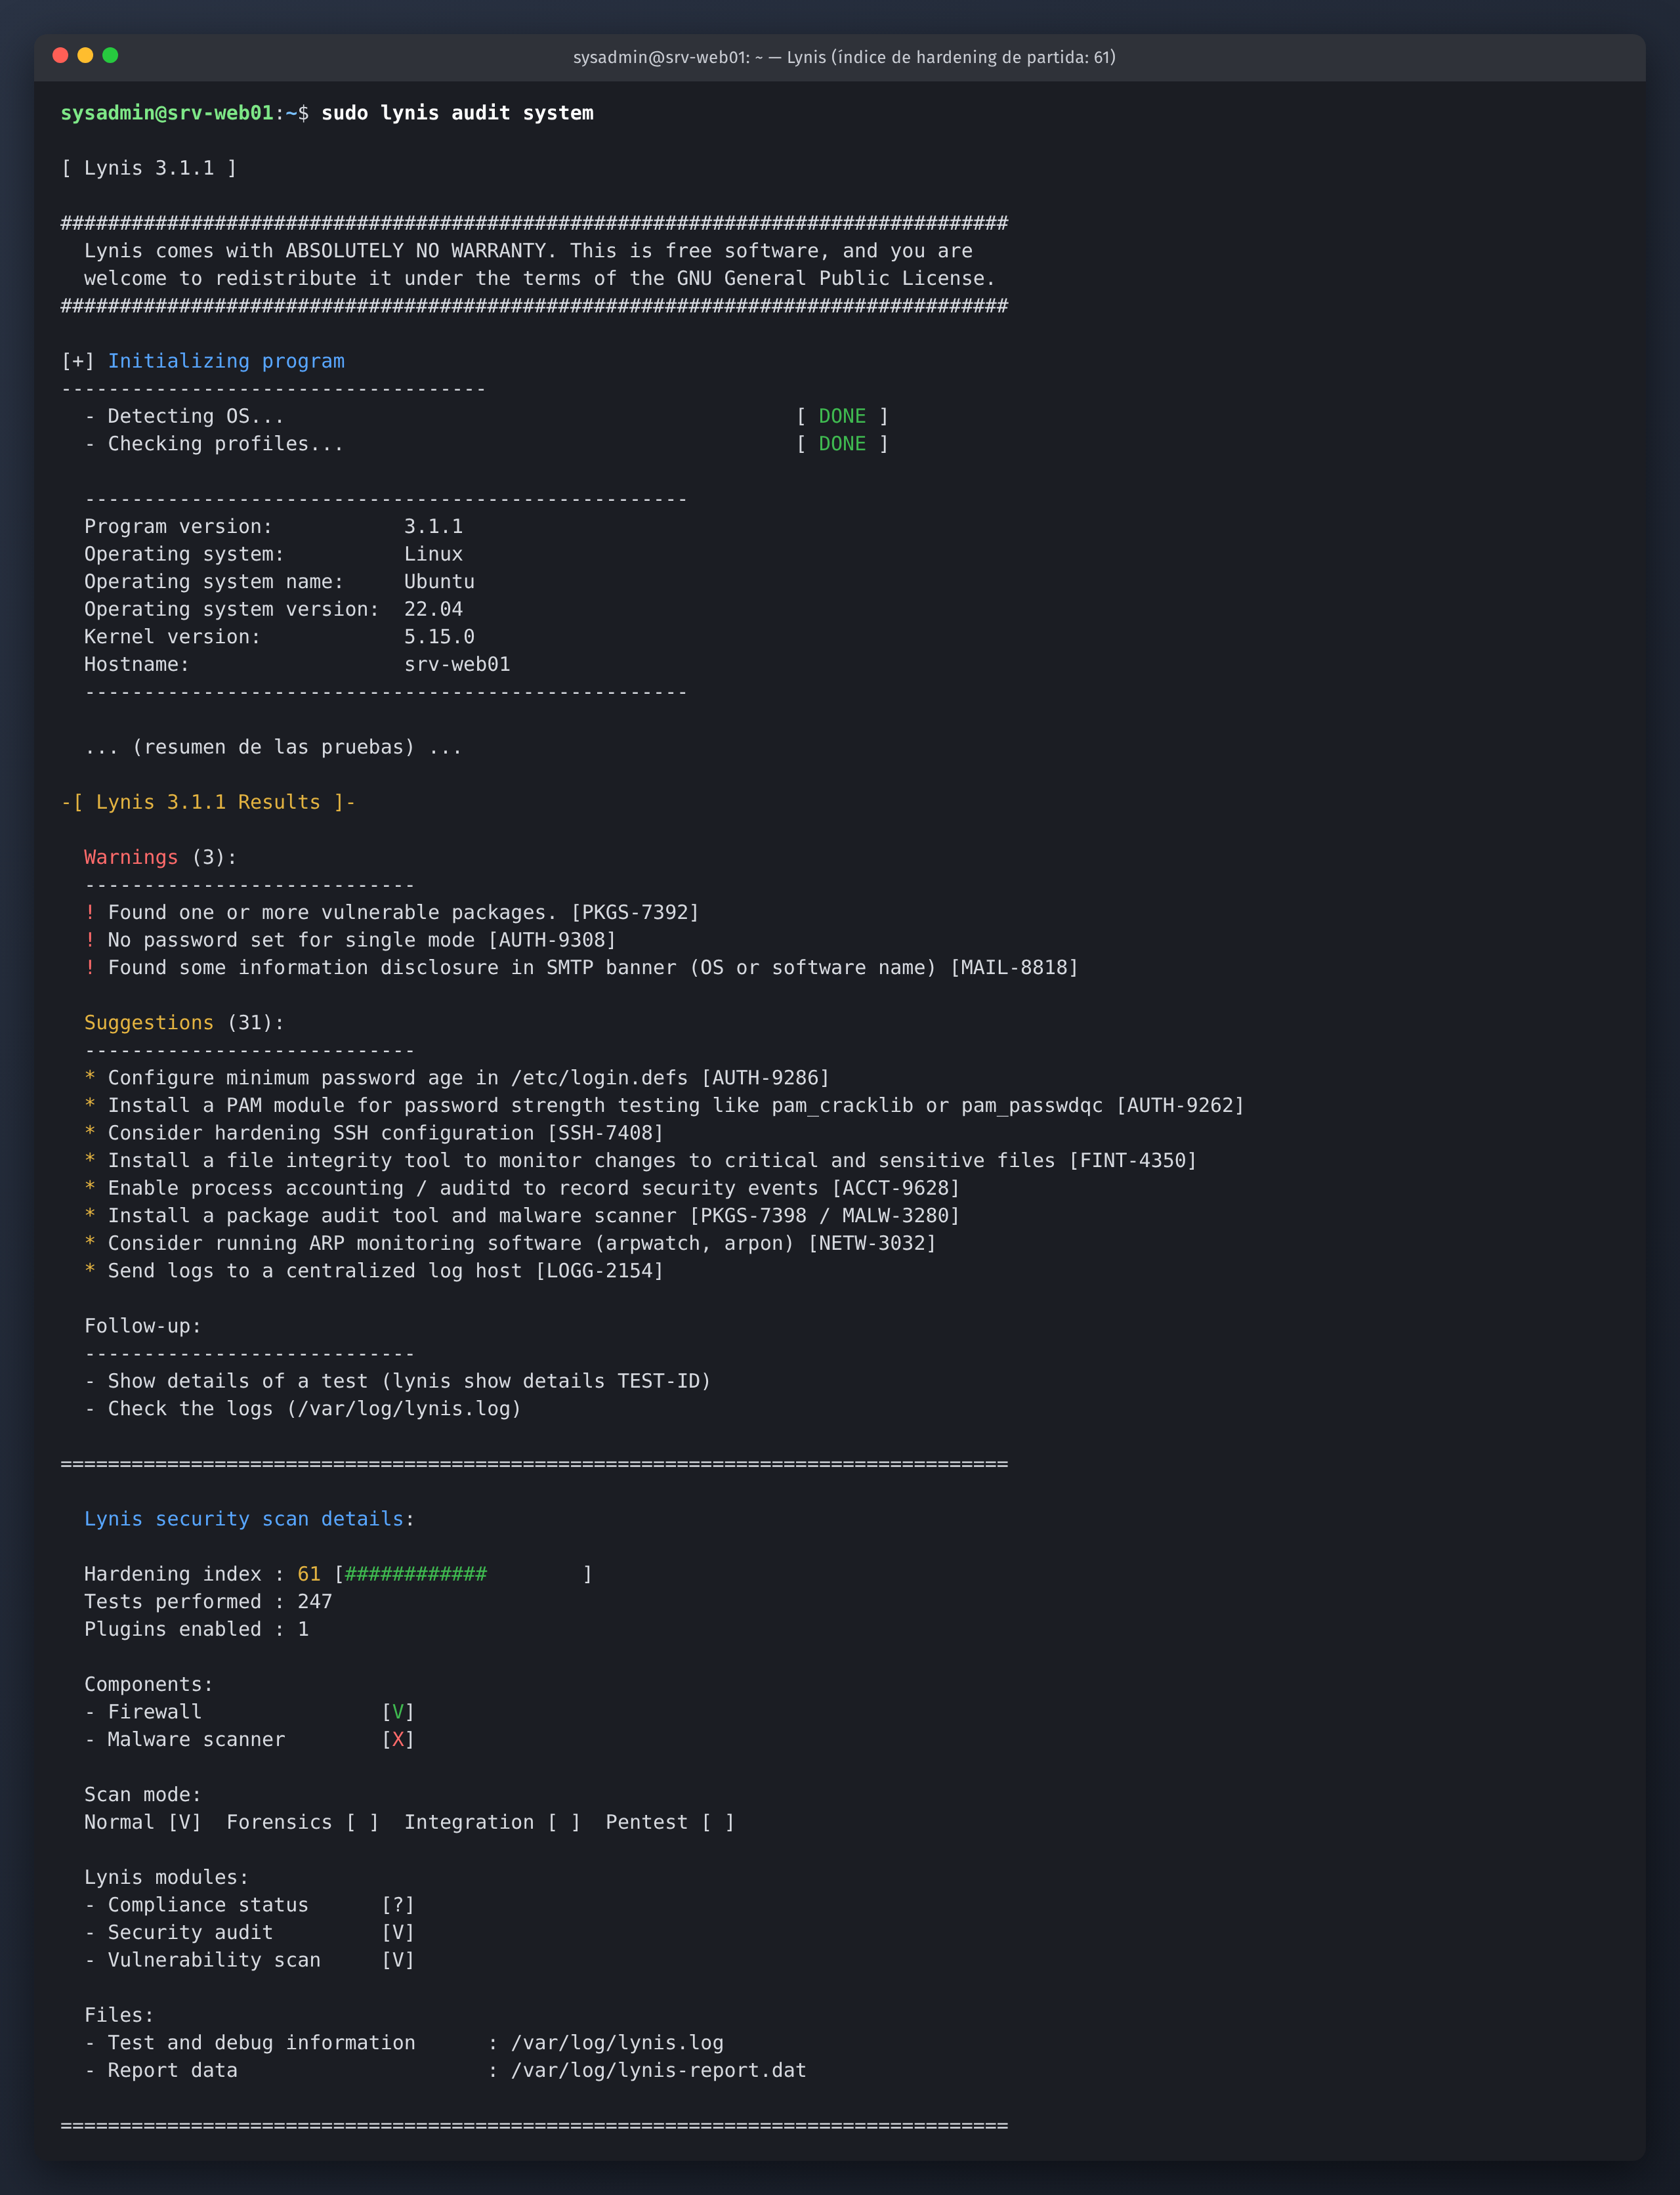 sysadmin@srv-web01: ~ — Lynis (índice de hardening de partida: 61)
sysadmin@srv-web01:~$ sudo lynis audit system
[ Lynis 3.1.1 ]
################################################################################
  Lynis comes with ABSOLUTELY NO WARRANTY. This is free software, and you are
  welcome to redistribute it under the terms of the GNU General Public License.
################################################################################
[+] Initializing program
------------------------------------
  - Detecting OS...                                           [ DONE ]
  - Checking profiles...                                      [ DONE ]
  ---------------------------------------------------
  Program version:           3.1.1
  Operating system:          Linux
  Operating system name:     Ubuntu
  Operating system version:  22.04
  Kernel version:            5.15.0
  Hostname:                  srv-web01
  ---------------------------------------------------
  ... (resumen de las pruebas) ...
-[ Lynis 3.1.1 Results ]-
  Warnings (3):
  ----------------------------
  ! Found one or more vulnerable packages. [PKGS-7392]
  ! No password set for single mode [AUTH-9308]
  ! Found some information disclosure in SMTP banner (OS or software name) [MAIL-8818]
  Suggestions (31):
  ----------------------------
  * Configure minimum password age in /etc/login.defs [AUTH-9286]
  * Install a PAM module for password strength testing like pam_cracklib or pam_passwdqc [AUTH-9262]
  * Consider hardening SSH configuration [SSH-7408]
  * Install a file integrity tool to monitor changes to critical and sensitive files [FINT-4350]
  * Enable process accounting / auditd to record security events [ACCT-9628]
  * Install a package audit tool and malware scanner [PKGS-7398 / MALW-3280]
  * Consider running ARP monitoring software (arpwatch, arpon) [NETW-3032]
  * Send logs to a centralized log host [LOGG-2154]
  Follow-up:
  ----------------------------
  - Show details of a test (lynis show details TEST-ID)
  - Check the logs (/var/log/lynis.log)
================================================================================
  Lynis security scan details:
  Hardening index : 61 [############        ]
  Tests performed : 247
  Plugins enabled : 1
  Components:
  - Firewall               [V]
  - Malware scanner        [X]
  Scan mode:
  Normal [V]  Forensics [ ]  Integration [ ]  Pentest [ ]
  Lynis modules:
  - Compliance status      [?]
  - Security audit         [V]
  - Vulnerability scan     [V]
  Files:
  - Test and debug information      : /var/log/lynis.log
  - Report data                     : /var/log/lynis-report.dat
================================================================================